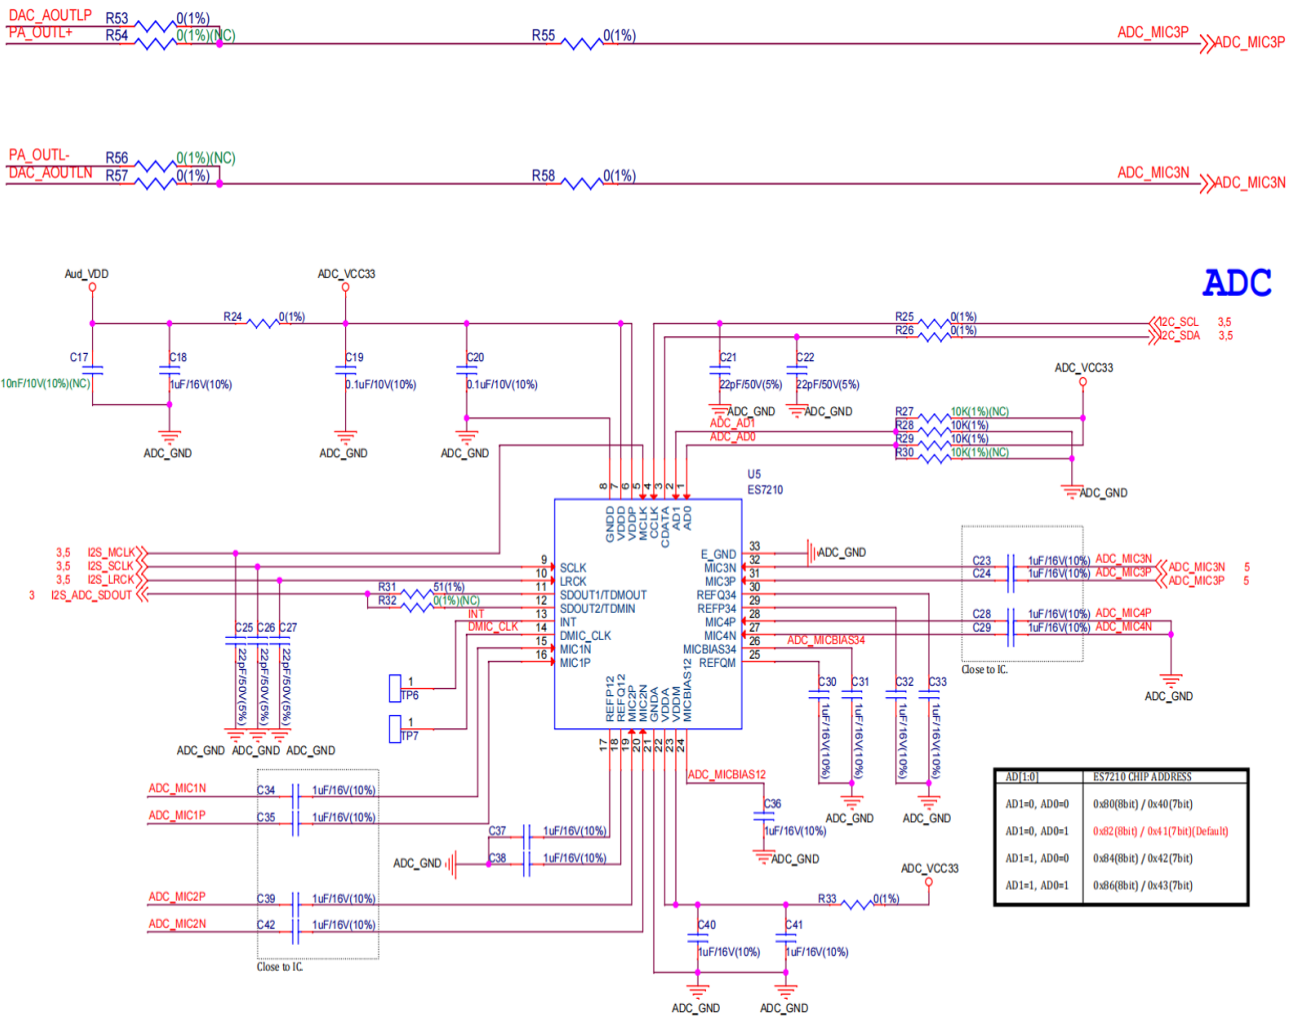 DAC_AOUTLP R53 0(1%)
PA_OUTL+ R54 0(1%)(NC) R55 0(1%) ADC_MIC3P ADC_MIC3P
PA_OUTL- R56 0(1%)(NC)
DAC_AOUTLN R57 0(1%) R58 0(1%) ADC_MIC3N ADC_MIC3N
ADC
Aud_VDD ADC_VCC33
R24 0(1%) R25 0(1%) I2C_SCL 3,5
R26 0(1%) I2C_SDA 3,5
C17 C18 C19 C20 C21 C22
10nF/10V(10%)(NC) 1uF/16V(10%) 0.1uF/10V(10%) 0.1uF/10V(10%) 22pF/50V(5%) 22pF/50V(5%)
ADC_VCC33
ADC_GND ADC_GND
R27 10K(1%)(NC)
ADC_AD1 R28 10K(1%)
ADC_AD0 R29 10K(1%)
R30 10K(1%)(NC)
ADC_GND ADC_GND ADC_GND
ADC_GND
U5
ES7210
8 7 6 5 4 3 2 1
GNDD VDDD VDDP MCLK CCLK CDATA AD1 AD0
3,5 I2S_MCLK
3,5 I2S_SCLK
3,5 I2S_LRCK
3 I2S_ADC_SDOUT
R31 51(1%)
R32 0(1%)(NC)
INT
DMIC_CLK
9 SCLK
10 LRCK
11 SDOUT1/TDMOUT
12 SDOUT2/TDMIN
13 INT
14 DMIC_CLK
15 MIC1N
16 MIC1P
E_GND 33 ADC_GND
MIC3N 32
MIC3P 31
REFQ34 30
REFP34 29
MIC4P 28
MIC4N 27
MICBIAS34 26 ADC_MICBIAS34
REFQM 25
C23 1uF/16V(10%) ADC_MIC3N ADC_MIC3N 5
C24 1uF/16V(10%) ADC_MIC3P ADC_MIC3P 5
C28 1uF/16V(10%) ADC_MIC4P
C29 1uF/16V(10%) ADC_MIC4N
Close to IC.
ADC_GND
C25 C26 C27
22pF/50V(5%) 22pF/50V(5%) 22pF/50V(5%)
ADC_GND ADC_GND ADC_GND
1
TP6
1
TP7
REFP12 REFQ12 MIC2P MIC2N GNDA VDDA VDDM MICBIAS12
17 18 19 20 21 22 23 24
C30 C31 C32 C33
1uF/16V(10%) 1uF/16V(10%) 1uF/16V(10%) 1uF/16V(10%)
ADC_GND ADC_GND
ADC_MIC1N C34 1uF/16V(10%)
ADC_MIC1P C35 1uF/16V(10%)
ADC_MICBIAS12
C36
1uF/16V(10%)
ADC_GND
C37 1uF/16V(10%)
ADC_GND C38 1uF/16V(10%)
ADC_MIC2P C39 1uF/16V(10%)
ADC_MIC2N C42 1uF/16V(10%)
Close to IC.
ADC_VCC33
R33 0(1%)
C40 C41
1uF/16V(10%) 1uF/16V(10%)
ADC_GND ADC_GND
AD[1:0] ES7210 CHIP ADDRESS
AD1=0, AD0=0 0x80(8bit) / 0x40(7bit)
AD1=0, AD0=1 0x82(8bit) / 0x41(7bit)(Default)
AD1=1, AD0=0 0x84(8bit) / 0x42(7bit)
AD1=1, AD0=1 0x86(8bit) / 0x43(7bit)